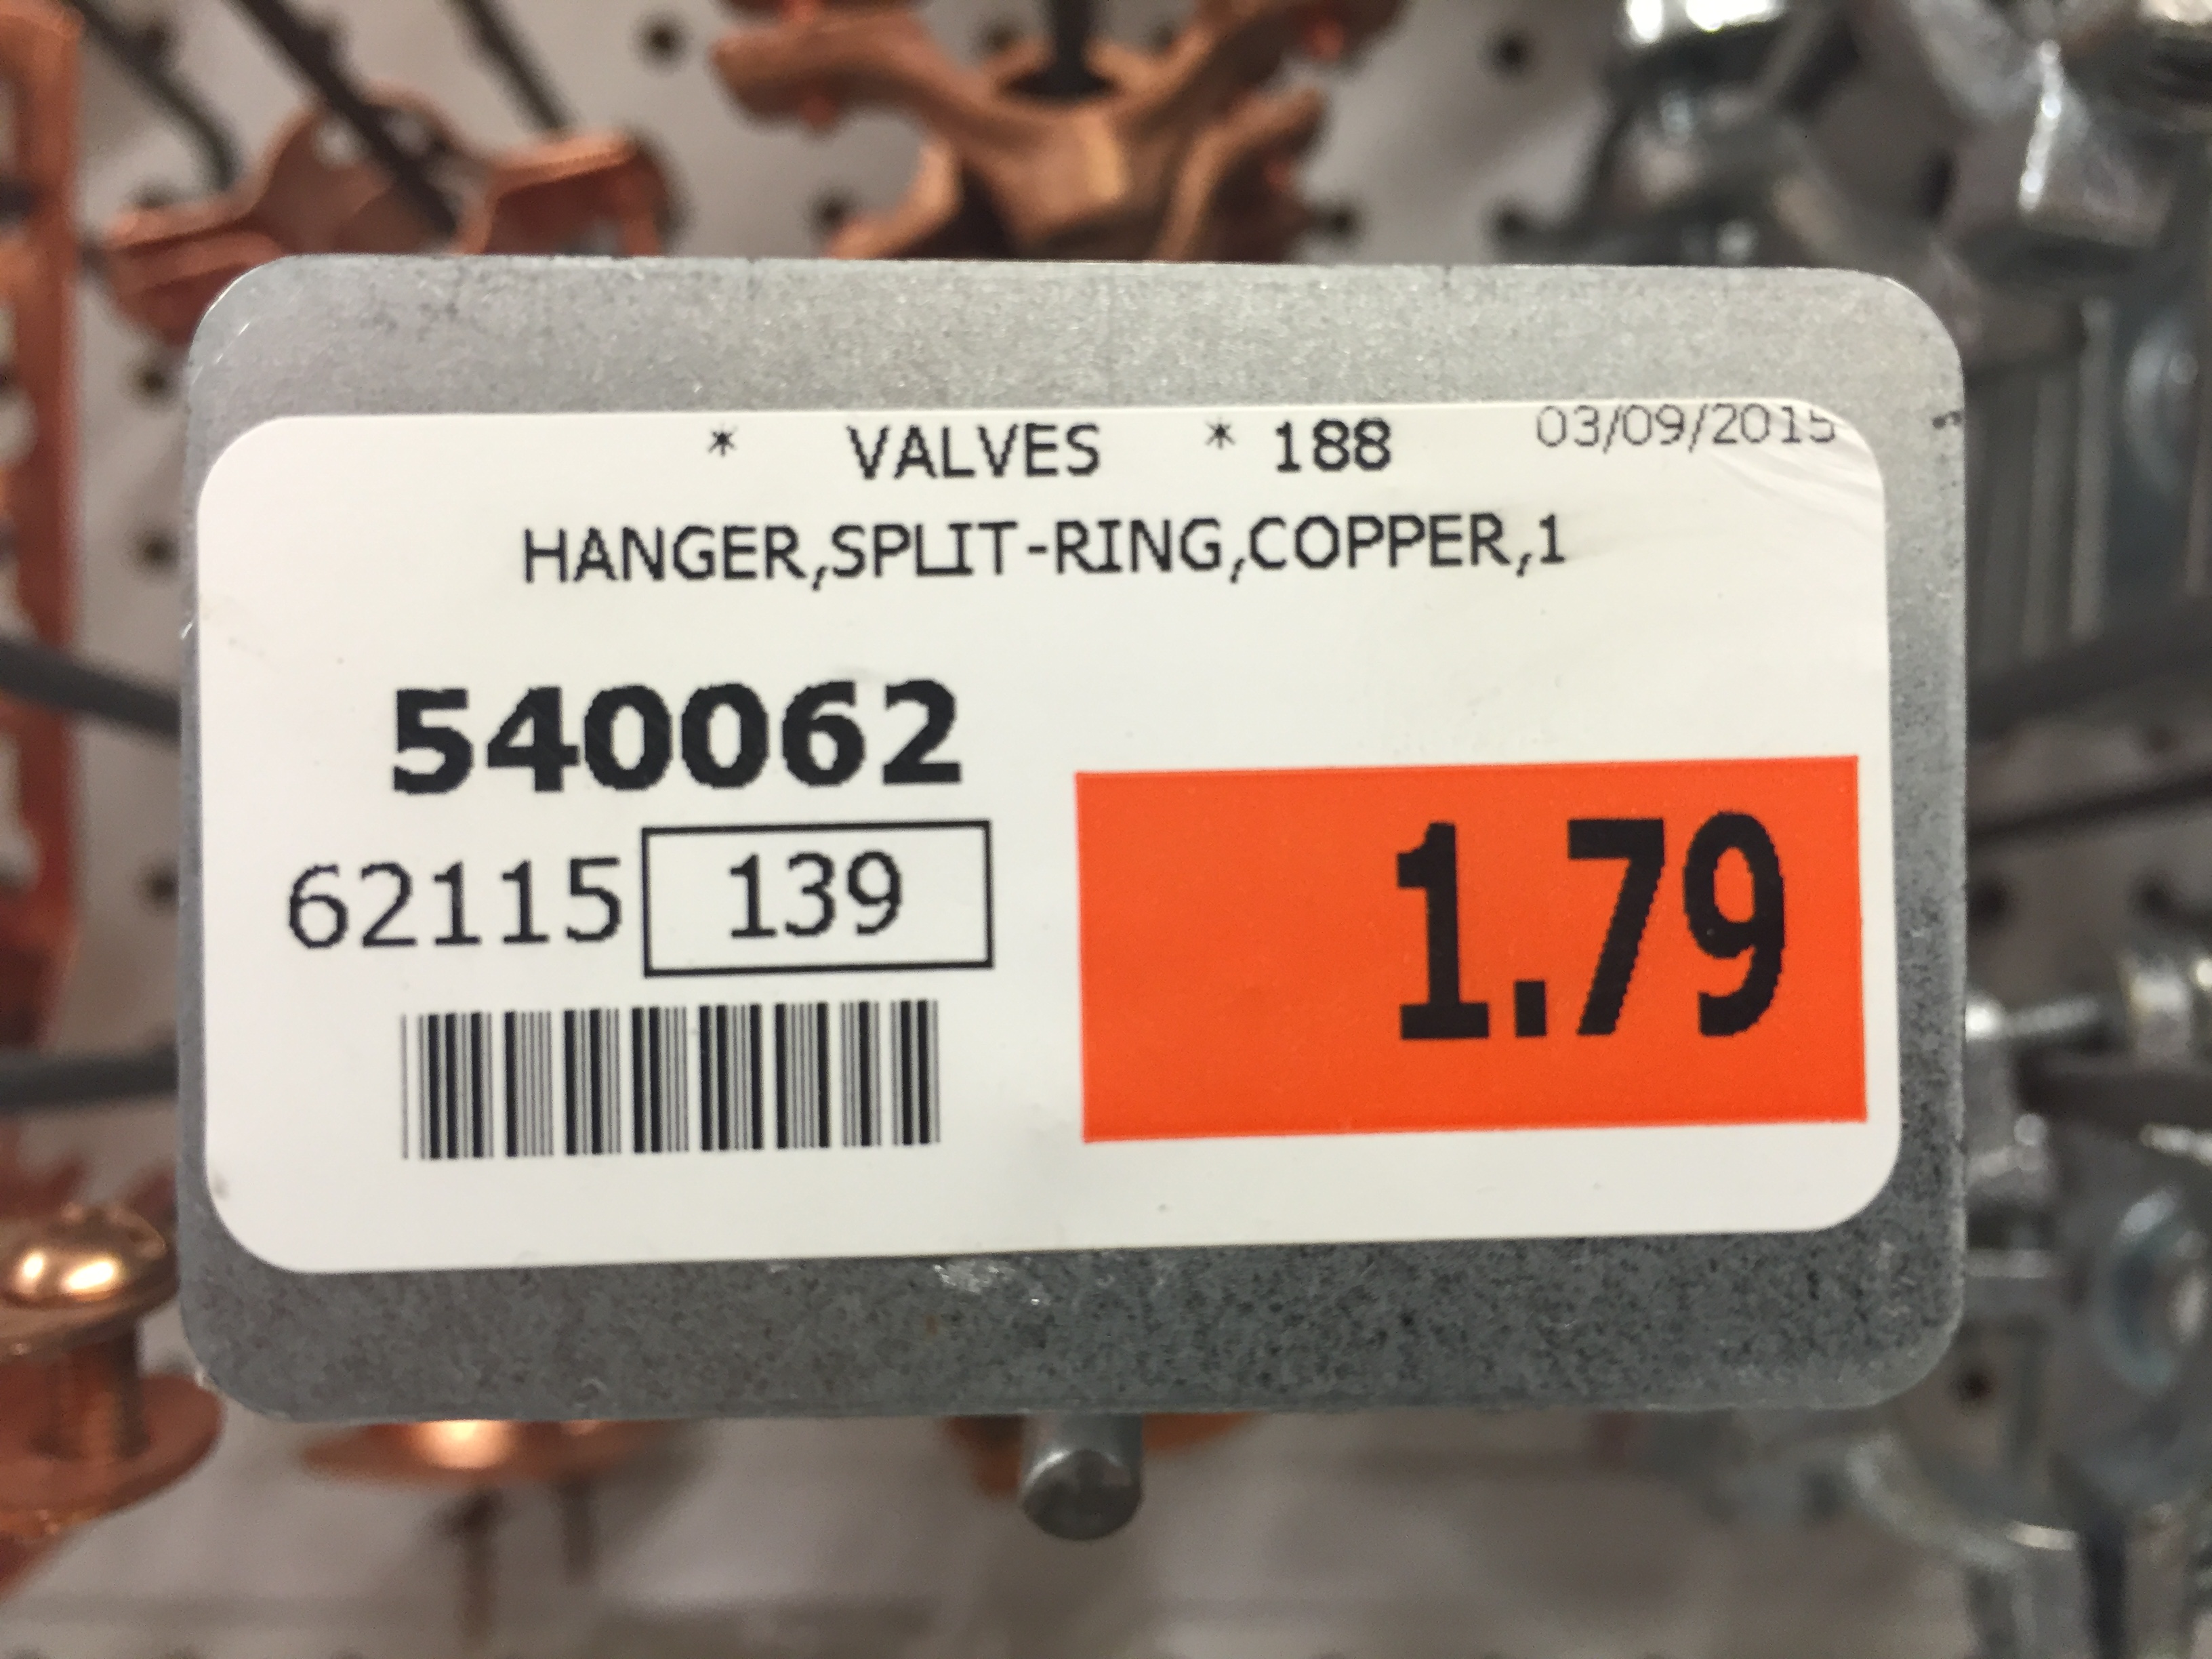 * VALVES * 188 03/09/2015
HANGER,SPLIT-RING,COPPER,1
540062
62115 139
1.79